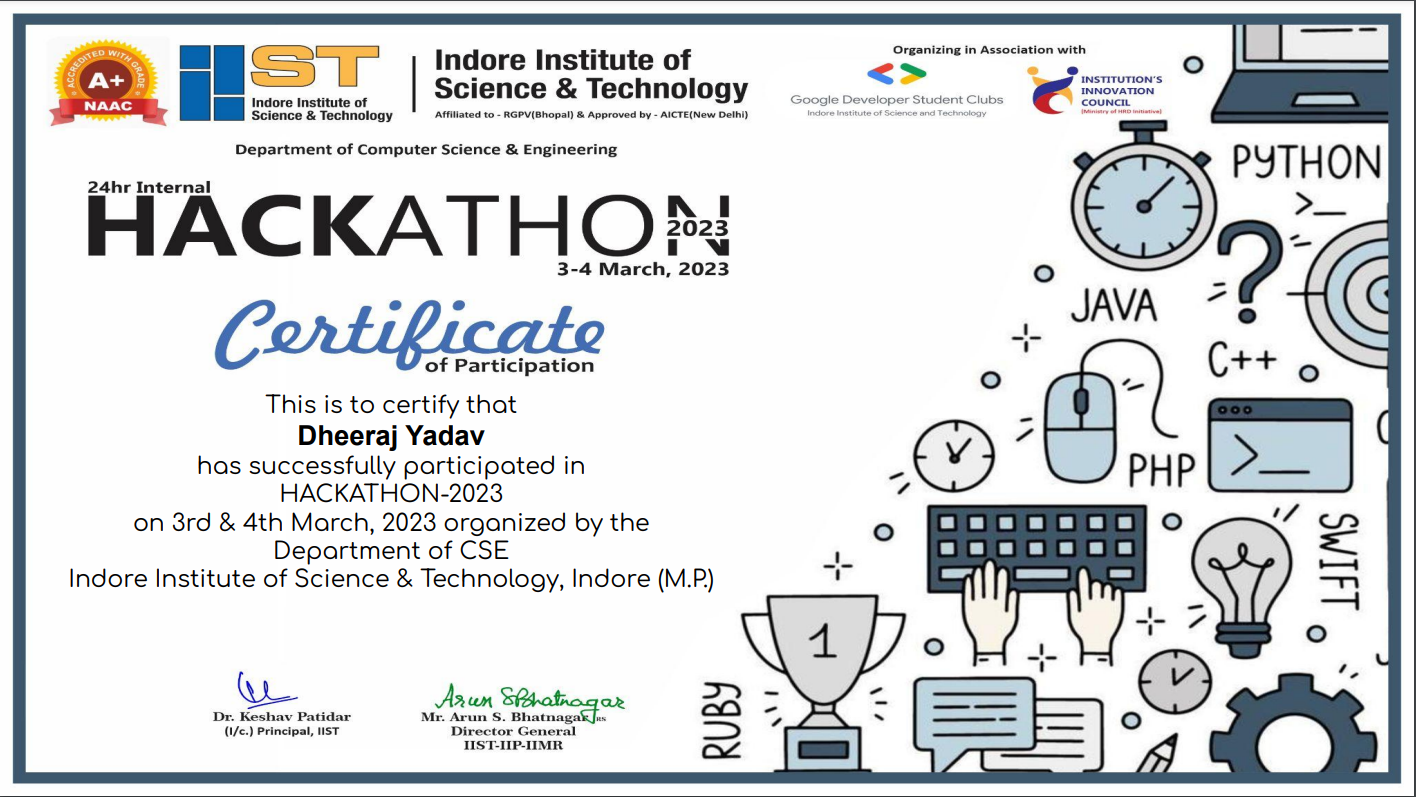 ACCREDITED WITH GRADE
A+
NAAC
IIST
Indore Institute of
Science & Technology
Indore Institute of
Science & Technology
Affiliated to - RGPV(Bhopal) & Approved by - AICTE(New Delhi)
Organizing in Association with
Google Developer Student Clubs
Indore Institute of Science and Technology
INSTITUTION'S
INNOVATION
COUNCIL
(Ministry of HRD Initiative)
Department of Computer Science & Engineering
24hr Internal
HACKATHON
2023
3-4 March, 2023
Certificate
of Participation
This is to certify that
Dheeraj Yadav
has successfully participated in
HACKATHON-2023
on 3rd & 4th March, 2023 organized by the
Department of CSE
Indore Institute of Science & Technology, Indore (M.P.)
Arun SBhatnagar
Dr. Keshav Patidar
(I/c.) Principal, IIST
Mr. Arun S. Bhatnagar IRS
Director General
IIST-IIP-IIMR
PYTHON
>_
JAVA
C++
PHP
>_
SWIFT
1
RUBY